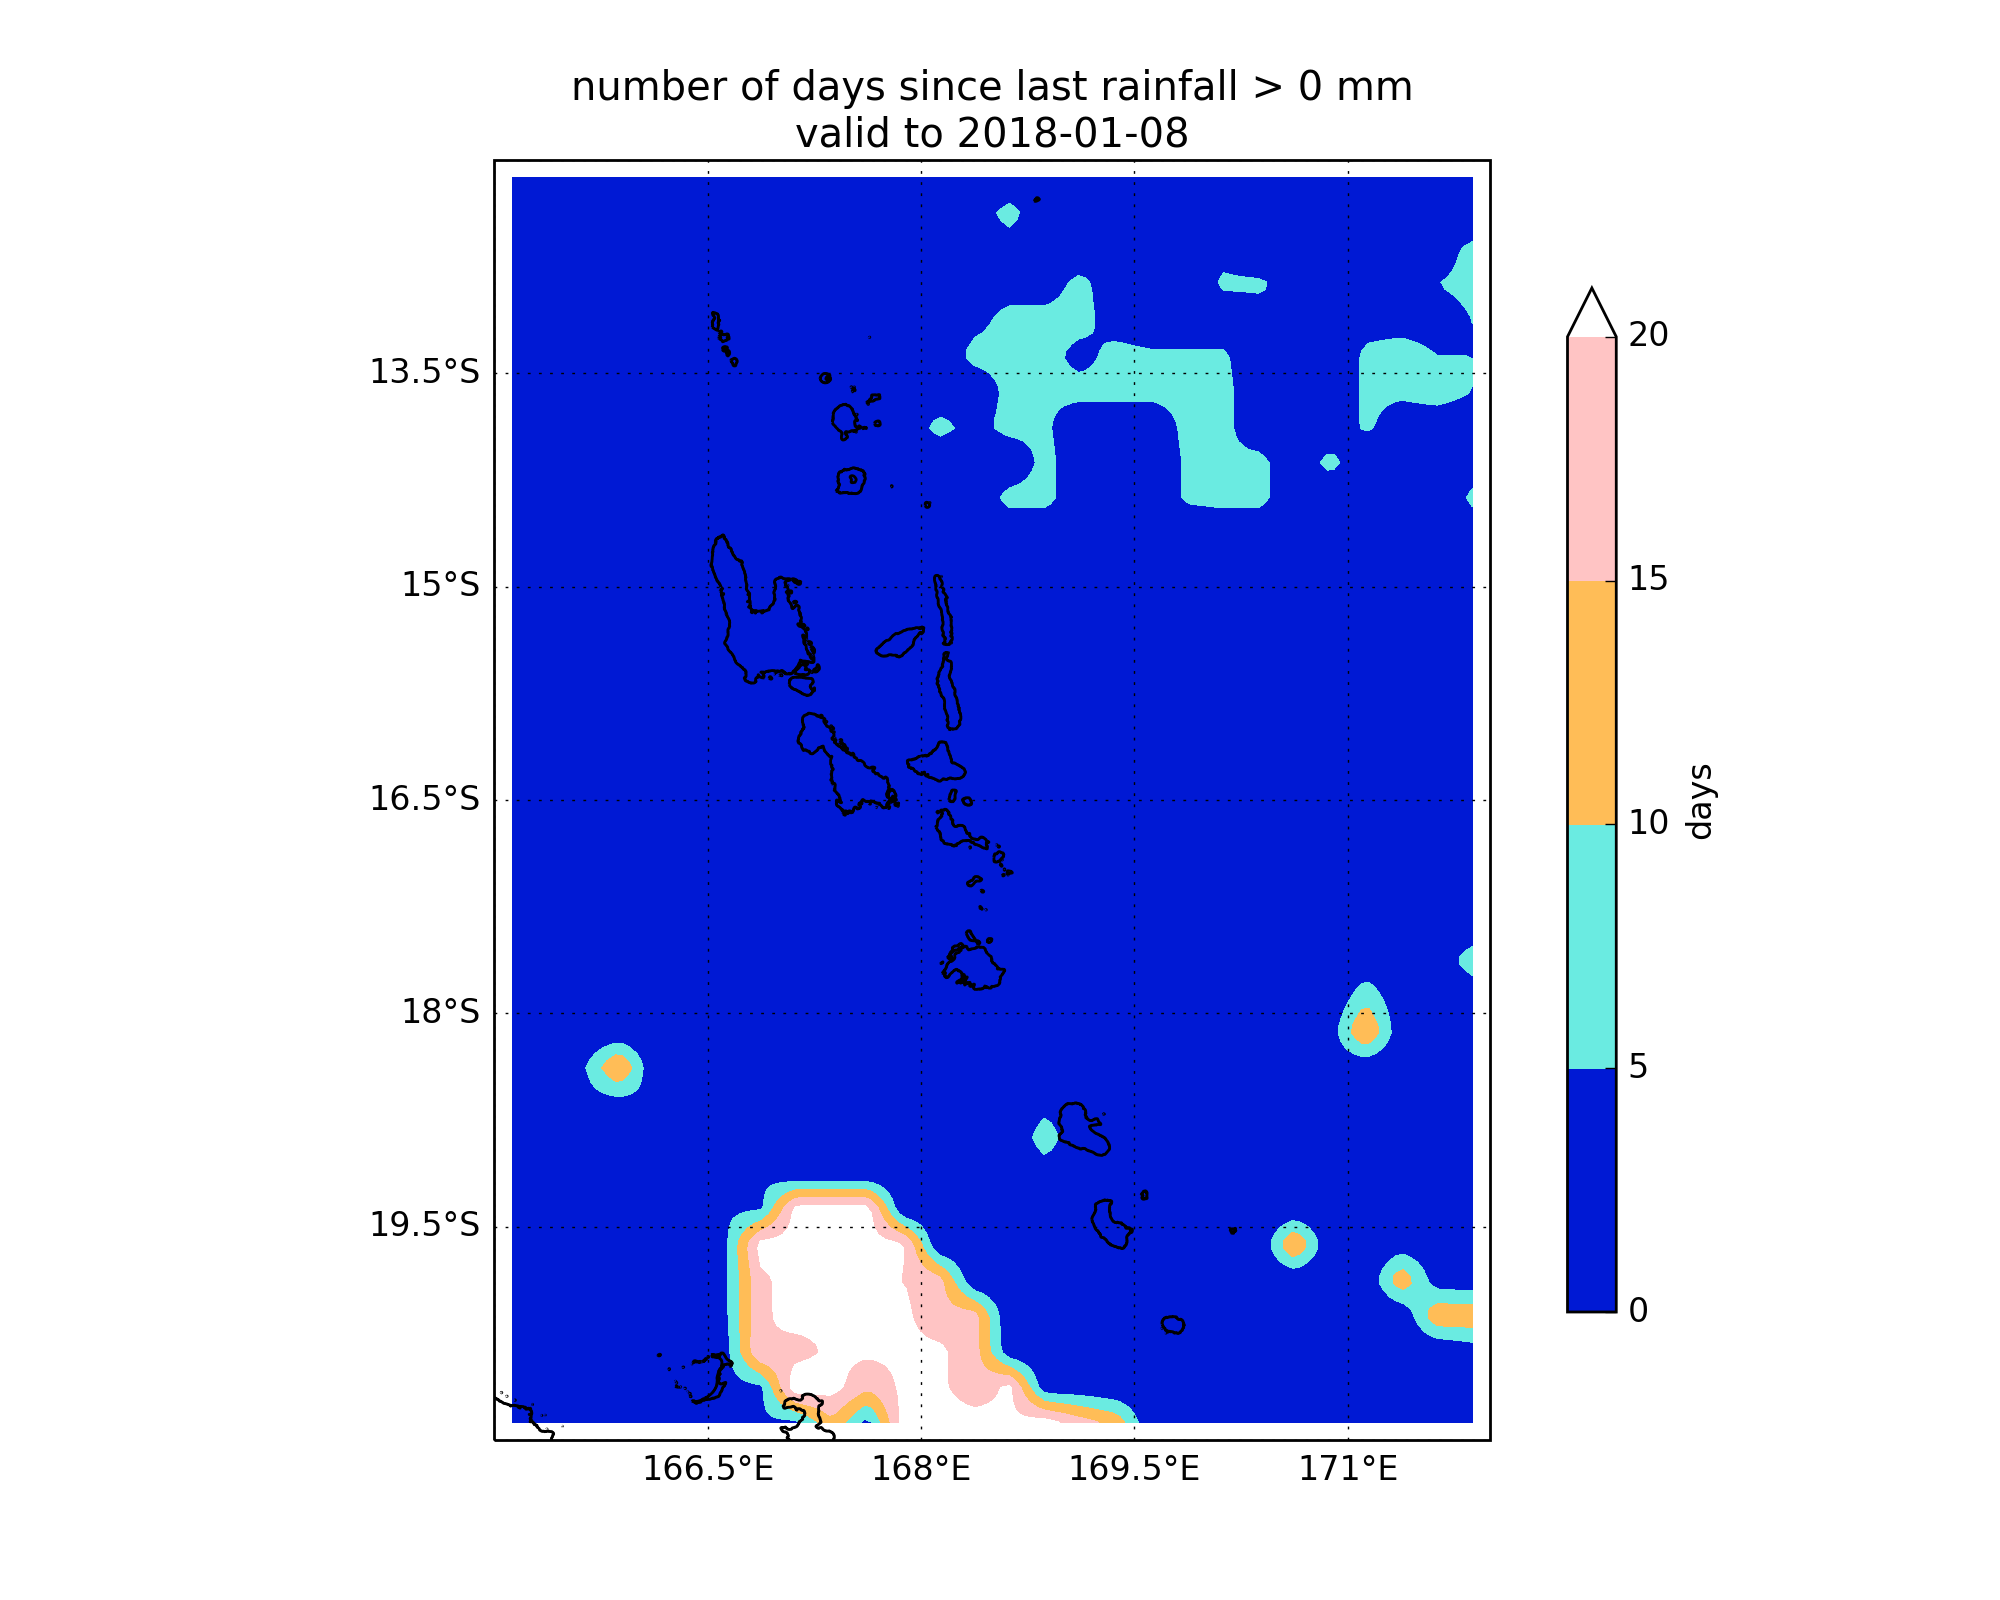 number of days since last rainfall > 0 mm
valid to 2018-01-08
13.5°S
15°S
16.5°S
18°S
19.5°S
166.5°E
168°E
169.5°E
171°E
20
15
10
5
0
days